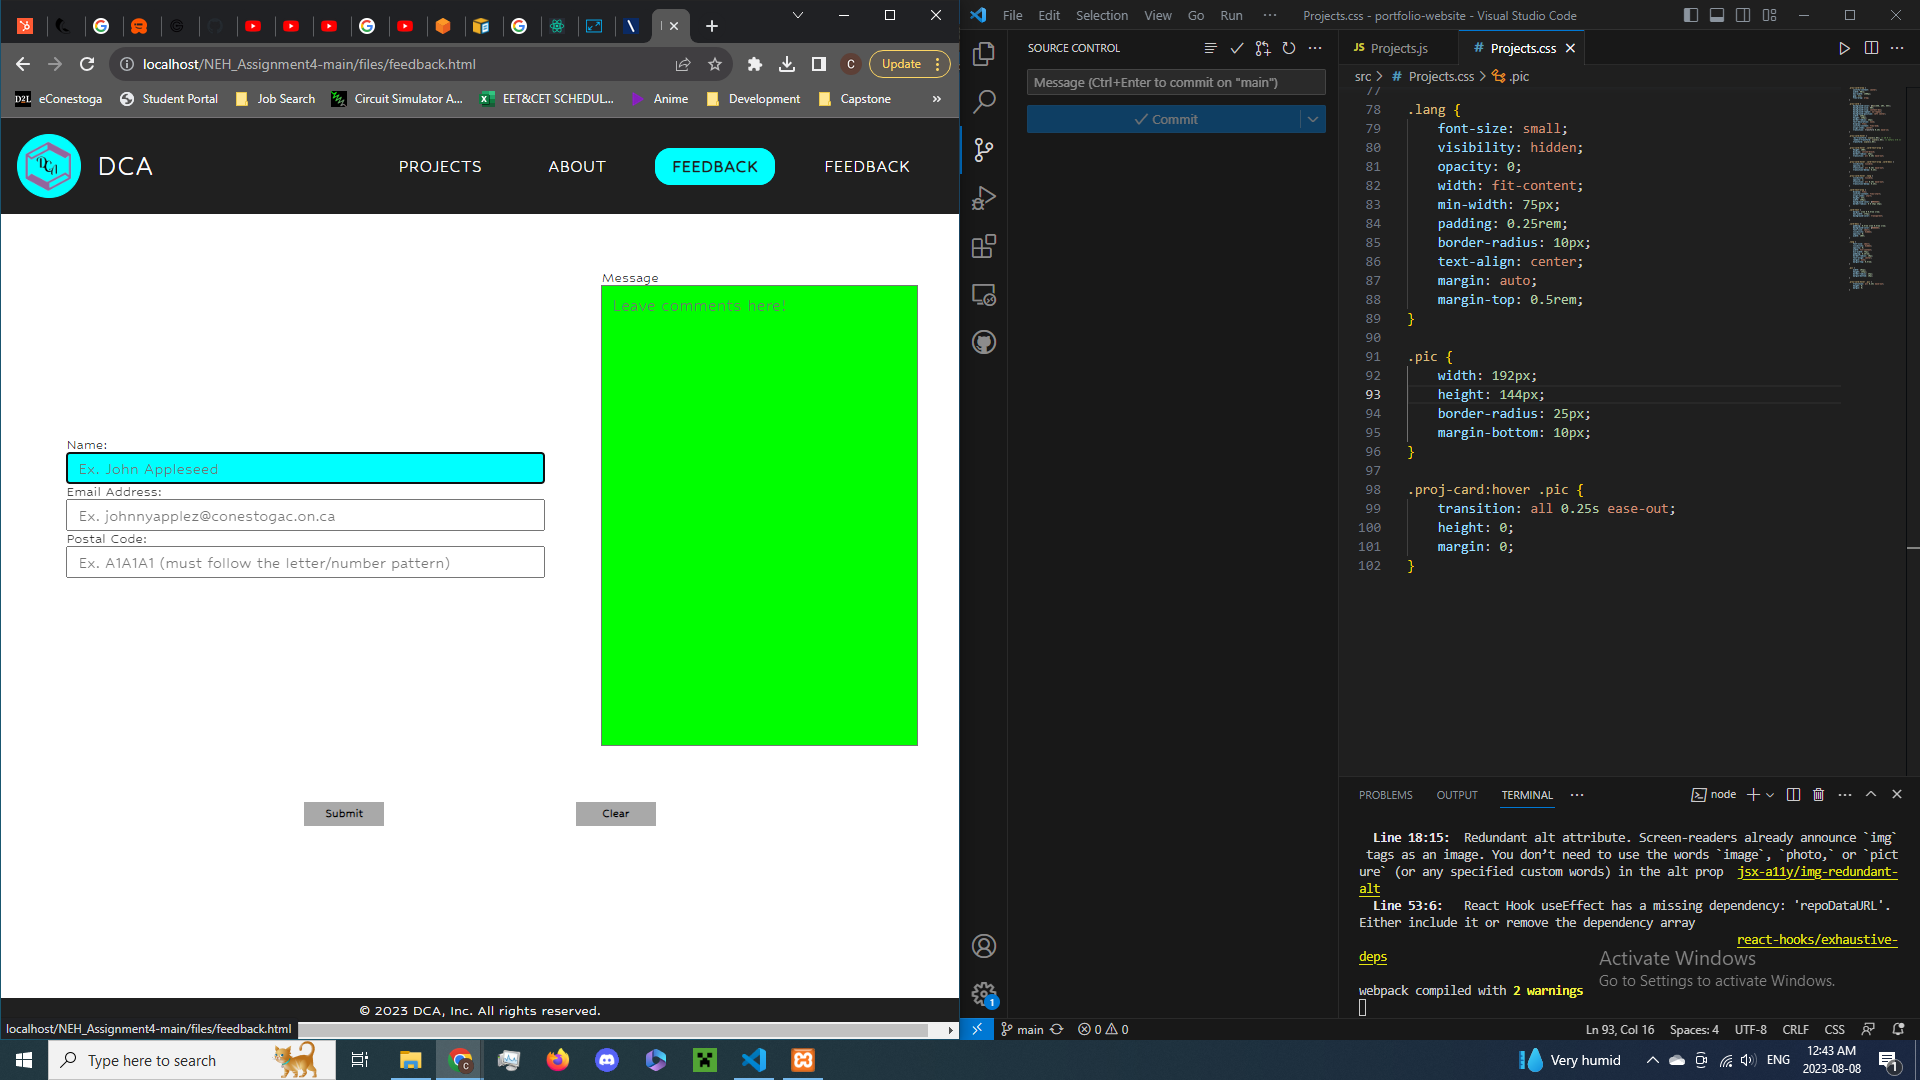 localhost/NEH_Assignment4-main/files/feedback.html
Update
eConestoga
Student Portal
Job Search
Circuit Simulator A...
EET&CET SCHEDUL...
Anime
Development
Capstone
»
DCA
DCA
PROJECTS
ABOUT
FEEDBACK
FEEDBACK
Message
Leave comments here!
Name:
Ex. John Appleseed
Email Address:
Ex. johnnyapplez@conestogac.on.ca
Postal Code:
Ex. A1A1A1 (must follow the letter/number pattern)
Submit
Clear
© 2023 DCA, Inc. All rights reserved.
localhost/NEH_Assignment4-main/files/feedback.html
File Edit Selection View Go Run ···
Projects.css - portfolio-website - Visual Studio Code
SOURCE CONTROL
Message (Ctrl+Enter to commit on "main")
Commit
JS Projects.js
# Projects.css
src > # Projects.css > .pic
77
78 .lang {
79 font-size: small;
80 visibility: hidden;
81 opacity: 0;
82 width: fit-content;
83 min-width: 75px;
84 padding: 0.25rem;
85 border-radius: 10px;
86 text-align: center;
87 margin: auto;
88 margin-top: 0.5rem;
89 }
90
91 .pic {
92 width: 192px;
93 height: 144px;
94 border-radius: 25px;
95 margin-bottom: 10px;
96 }
97
98 .proj-card:hover .pic {
99 transition: all 0.25s ease-out;
100 height: 0;
101 margin: 0;
102 }
PROBLEMS OUTPUT TERMINAL ···
node
Line 18:15: Redundant alt attribute. Screen-readers already announce `img`
tags as an image. You don’t need to use the words `image`, `photo,` or `pict
ure` (or any specified custom words) in the alt prop jsx-a11y/img-redundant-
alt
Line 53:6: React Hook useEffect has a missing dependency: 'repoDataURL'.
Either include it or remove the dependency array
react-hooks/exhaustive-
deps
webpack compiled with 2 warnings
Activate Windows
Go to Settings to activate Windows.
1
main
0 0
Ln 93, Col 16
Spaces: 4
UTF-8
CRLF
CSS
Type here to search
Very humid
ENG
12:43 AM
2023-08-08
1